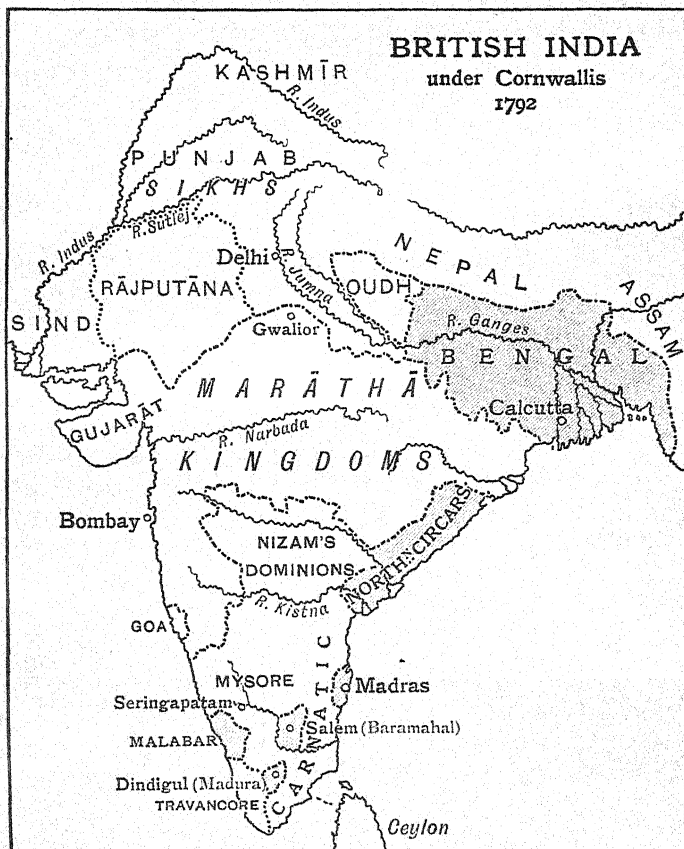 BRITISH INDIA
under Cornwallis
1792
KASHMĪR
R. Indus
PUNJAB
SIKHS
R. Indus
R. Sutlej
Delhi
R. Jumna
NEPAL
ASSAM
RĀJPUTĀNA
OUDH
SIND
Gwalior
R. Ganges
BENGAL
MARĀTHĀ
Calcutta
GUJARĀT
R. Narbada
KINGDOMS
Bombay
NIZAM'S
DOMINIONS
NORTHN CIRCARS
R. Kistna
GOA
CARNATIC
MYSORE
Madras
Seringapatam
Salem (Baramahal)
MALABAR
Dindigul (Madura)
TRAVANCORE
Ceylon